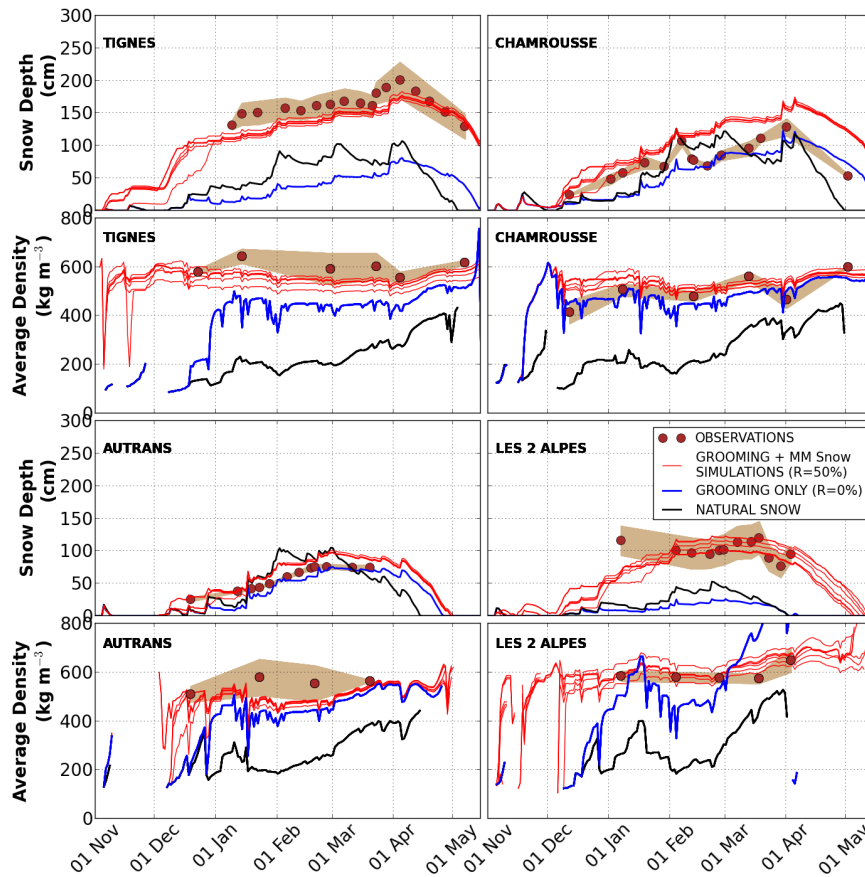 300
250
200
150
100
50
0
Snow Depth
(cm)
TIGNES
CHAMROUSSE
800
600
400
200
0
Average Density
(kg m⁻³)
TIGNES
CHAMROUSSE
300
250
200
150
100
50
0
Snow Depth
(cm)
AUTRANS
LES 2 ALPES
OBSERVATIONS
GROOMING + MM Snow
SIMULATIONS (R=50%)
GROOMING ONLY (R=0%)
NATURAL SNOW
800
600
400
200
0
Average Density
(kg m⁻³)
AUTRANS
LES 2 ALPES
01 Nov
01 Dec
01 Jan
01 Feb
01 Mar
01 Apr
01 May
01 Nov
01 Dec
01 Jan
01 Feb
01 Mar
01 Apr
01 May